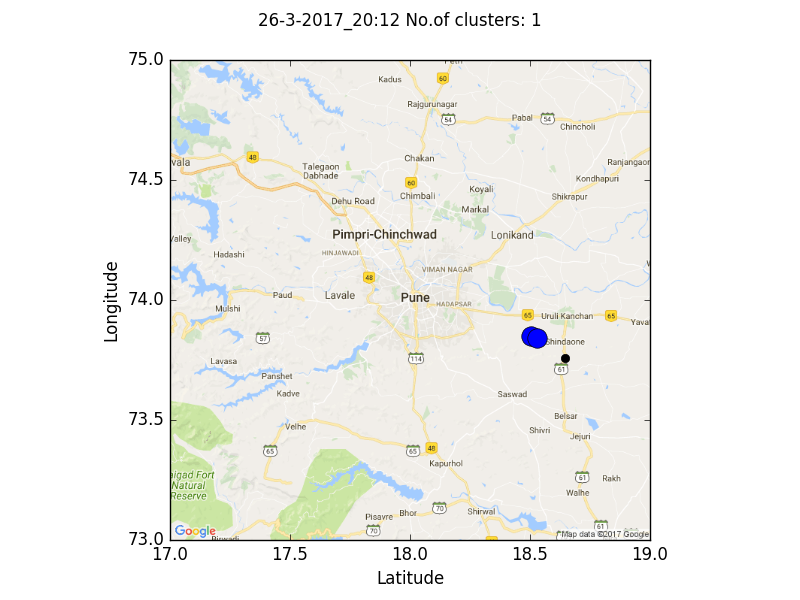 26-3-2017_20:12 No.of clusters: 1
75.0
74.5
74.0
73.5
73.0
17.0
17.5
18.0
18.5
19.0
Longitude
Latitude
Kadus
60
Rajgurunagar
54
Pabal
54
Chincholi
48
Chakan
Ranjangaon
Talegaon
Dabhade
60
Koyali
Kondhapuri
Dehu Road
Chimbali
Shikrapur
Markal
Pimpri-Chinchwad
Lonikand
Hadashi
HINJAWADI
VIMAN NAGAR
48
Paud
Lavale
Pune
HADAPSAR
Mulshi
65
Uruli Kanchan
65
57
Shindaone
Lavasa
114
61
Panshet
Kadve
Saswad
Velhe
Belsar
Shivri
Jejuri
65
65
48
Kapurhol
61
Rakh
aigad Fort
Natural
Reserve
Walhe
70
Pisavre
Bhor
Shirwal
70
61
Google
Map data ©2017 Google